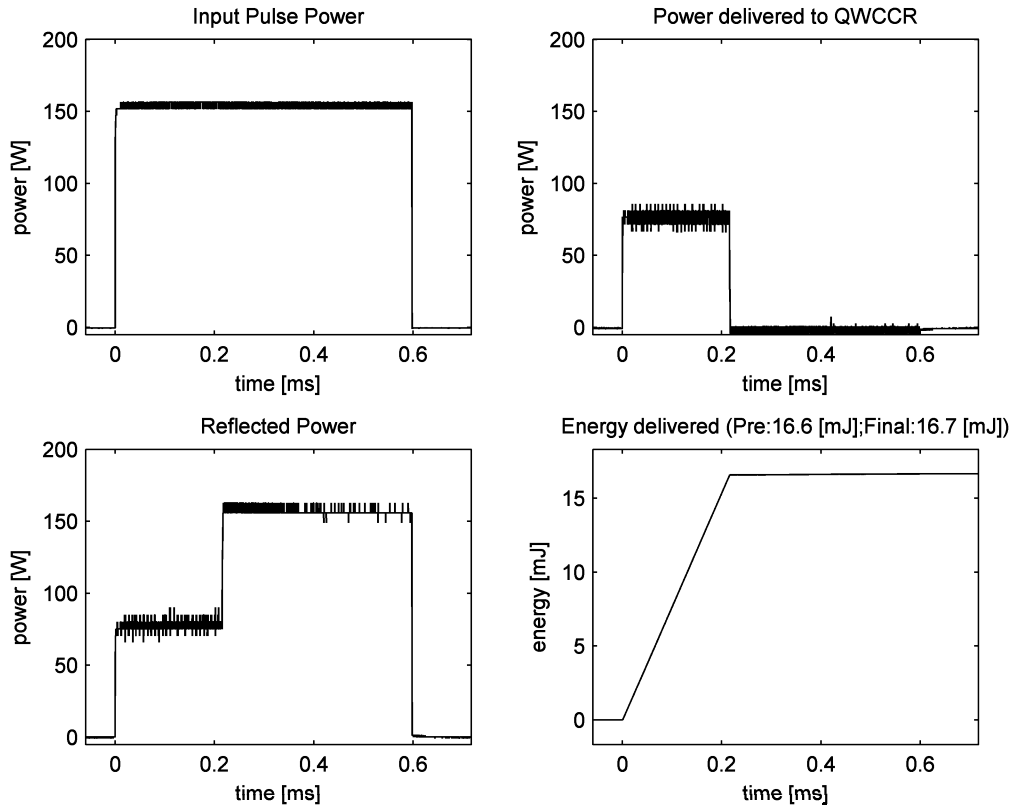 Input Pulse Power
200
150
100
50
0
power [W]
0 0.2 0.4 0.6
time [ms]
Power delivered to QWCCR
200
150
100
50
0
power [W]
0 0.2 0.4 0.6
time [ms]
Reflected Power
200
150
100
50
0
power [W]
0 0.2 0.4 0.6
time [ms]
Energy delivered (Pre:16.6 [mJ];Final:16.7 [mJ])
15
10
5
0
energy [mJ]
0 0.2 0.4 0.6
time [ms]